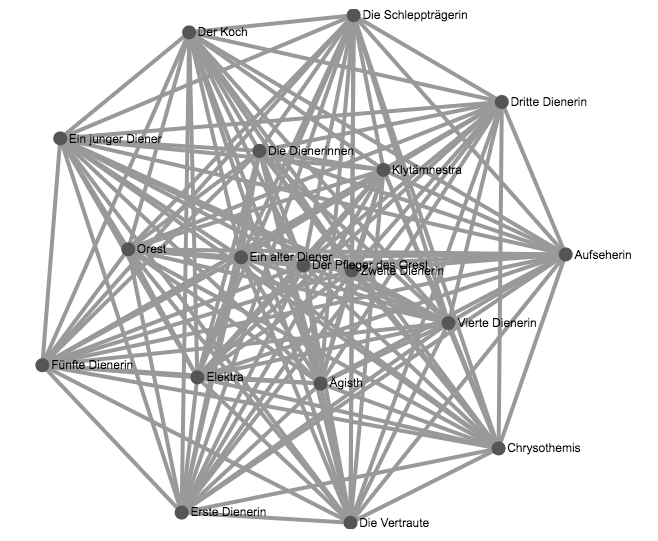 Die Schleppträgerin
Der Koch
Dritte Dienerin
Ein junger Diener
Die Dienerinnen
Klytämnestra
Orest
Aufseherin
Ein alter Diener
Der Pfleger des Orest
Zweite Dienerin
Vierte Dienerin
Fünfte Dienerin
Elektra
Ägisth
Chrysothemis
Erste Dienerin
Die Vertraute